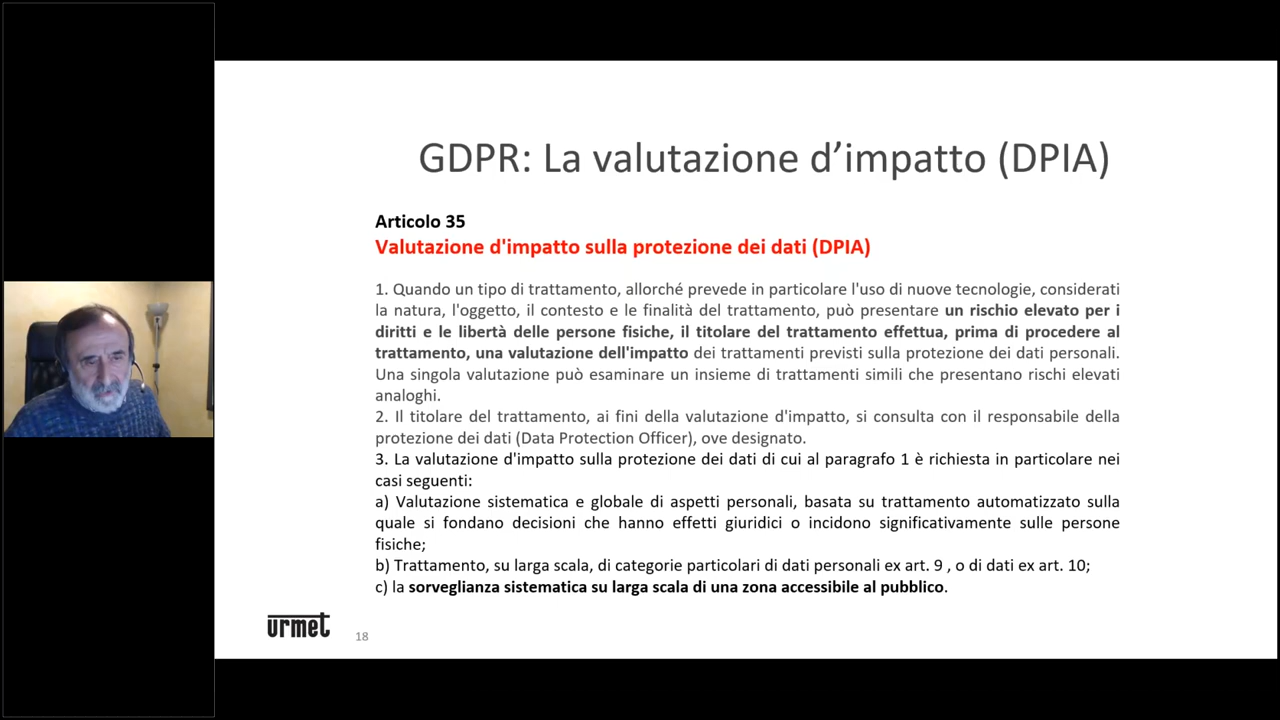 GDPR: La valutazione d’impatto (DPIA)
Articolo 35
Valutazione d'impatto sulla protezione dei dati (DPIA)
1. Quando un tipo di trattamento, allorché prevede in particolare l'uso di nuove tecnologie, considerati
la natura, l'oggetto, il contesto e le finalità del trattamento, può presentare un rischio elevato per i
diritti e le libertà delle persone fisiche, il titolare del trattamento effettua, prima di procedere al
trattamento, una valutazione dell'impatto dei trattamenti previsti sulla protezione dei dati personali.
Una singola valutazione può esaminare un insieme di trattamenti simili che presentano rischi elevati
analoghi.
2. Il titolare del trattamento, ai fini della valutazione d'impatto, si consulta con il responsabile della
protezione dei dati (Data Protection Officer), ove designato.
3. La valutazione d'impatto sulla protezione dei dati di cui al paragrafo 1 è richiesta in particolare nei
casi seguenti:
a) Valutazione sistematica e globale di aspetti personali, basata su trattamento automatizzato sulla
quale si fondano decisioni che hanno effetti giuridici o incidono significativamente sulle persone
fisiche;
b) Trattamento, su larga scala, di categorie particolari di dati personali ex art. 9 , o di dati ex art. 10;
c) la sorveglianza sistematica su larga scala di una zona accessibile al pubblico.
urmet
18